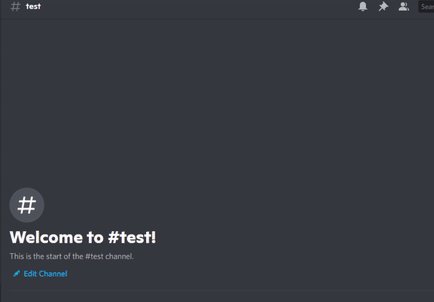 # test
Sear
#
Welcome to #test!
This is the start of the #test channel.
Edit Channel